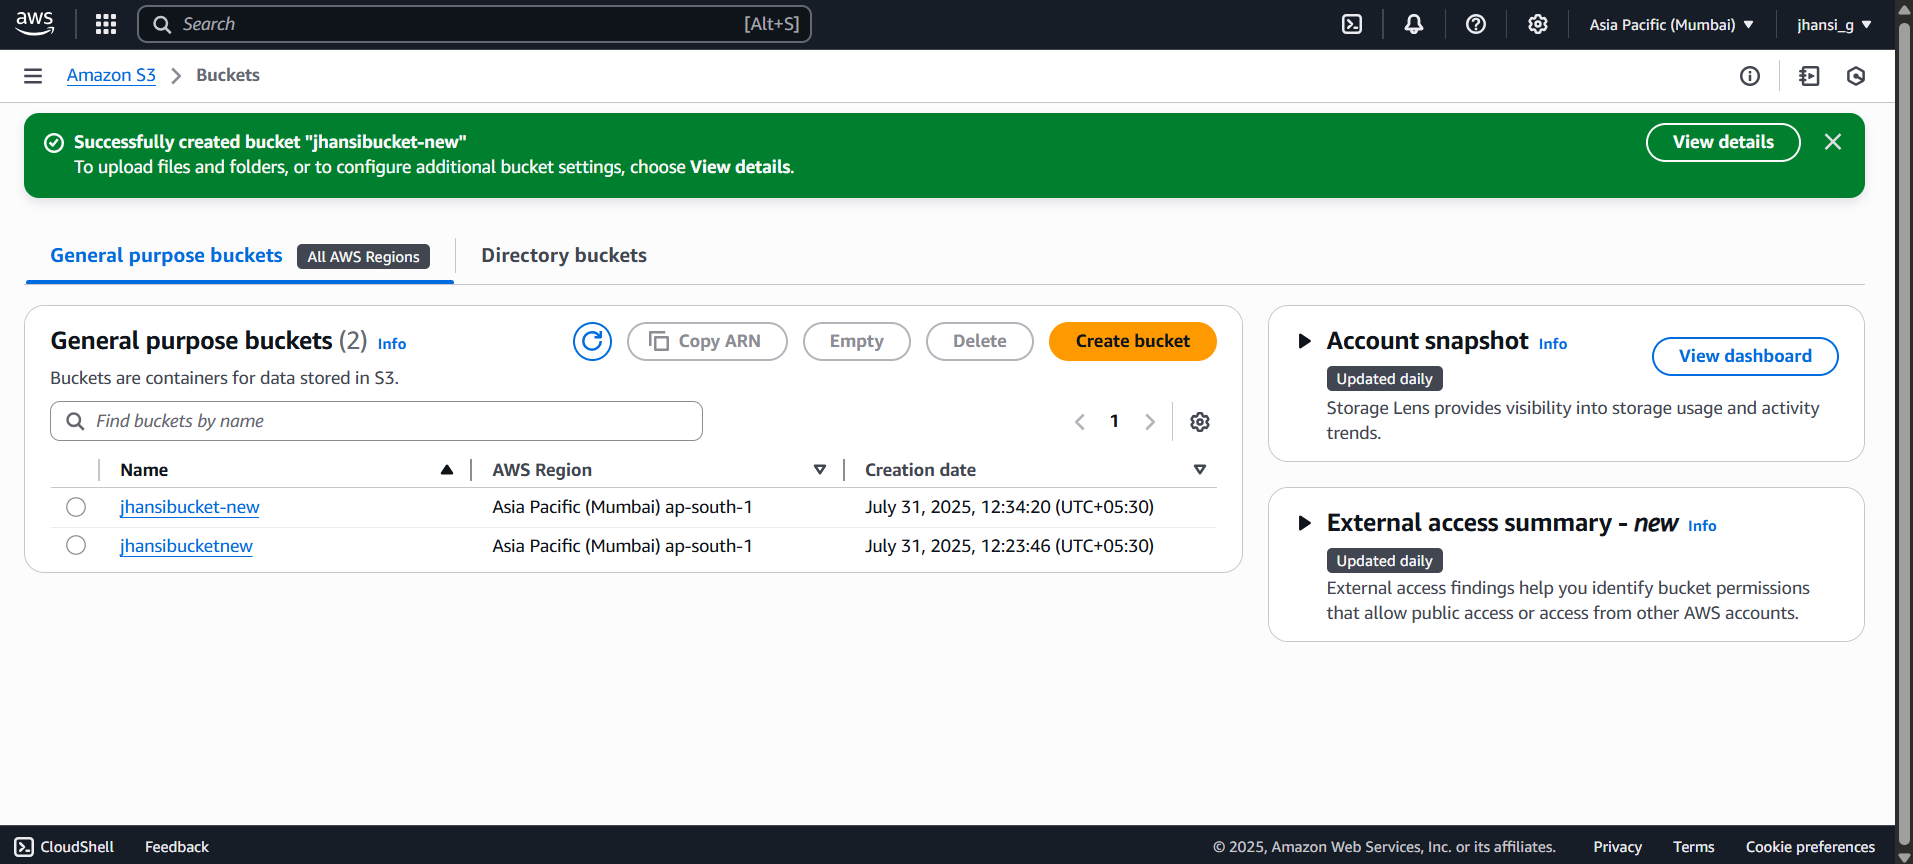 aws
Search [Alt+S]
Asia Pacific (Mumbai)
jhansi_g
Amazon S3 Buckets
Successfully created bucket "jhansibucket-new"
To upload files and folders, or to configure additional bucket settings, choose View details.
View details
General purpose buckets All AWS Regions
Directory buckets
General purpose buckets (2) Info
Copy ARN
Empty
Delete
Create bucket
Buckets are containers for data stored in S3.
Find buckets by name
1
Name AWS Region Creation date
jhansibucket-new Asia Pacific (Mumbai) ap-south-1 July 31, 2025, 12:34:20 (UTC+05:30)
jhansibucketnew Asia Pacific (Mumbai) ap-south-1 July 31, 2025, 12:23:46 (UTC+05:30)
Account snapshot Info
View dashboard
Updated daily
Storage Lens provides visibility into storage usage and activity
trends.
External access summary - new Info
Updated daily
External access findings help you identify bucket permissions
that allow public access or access from other AWS accounts.
CloudShell Feedback
© 2025, Amazon Web Services, Inc. or its affiliates. Privacy Terms Cookie preferences